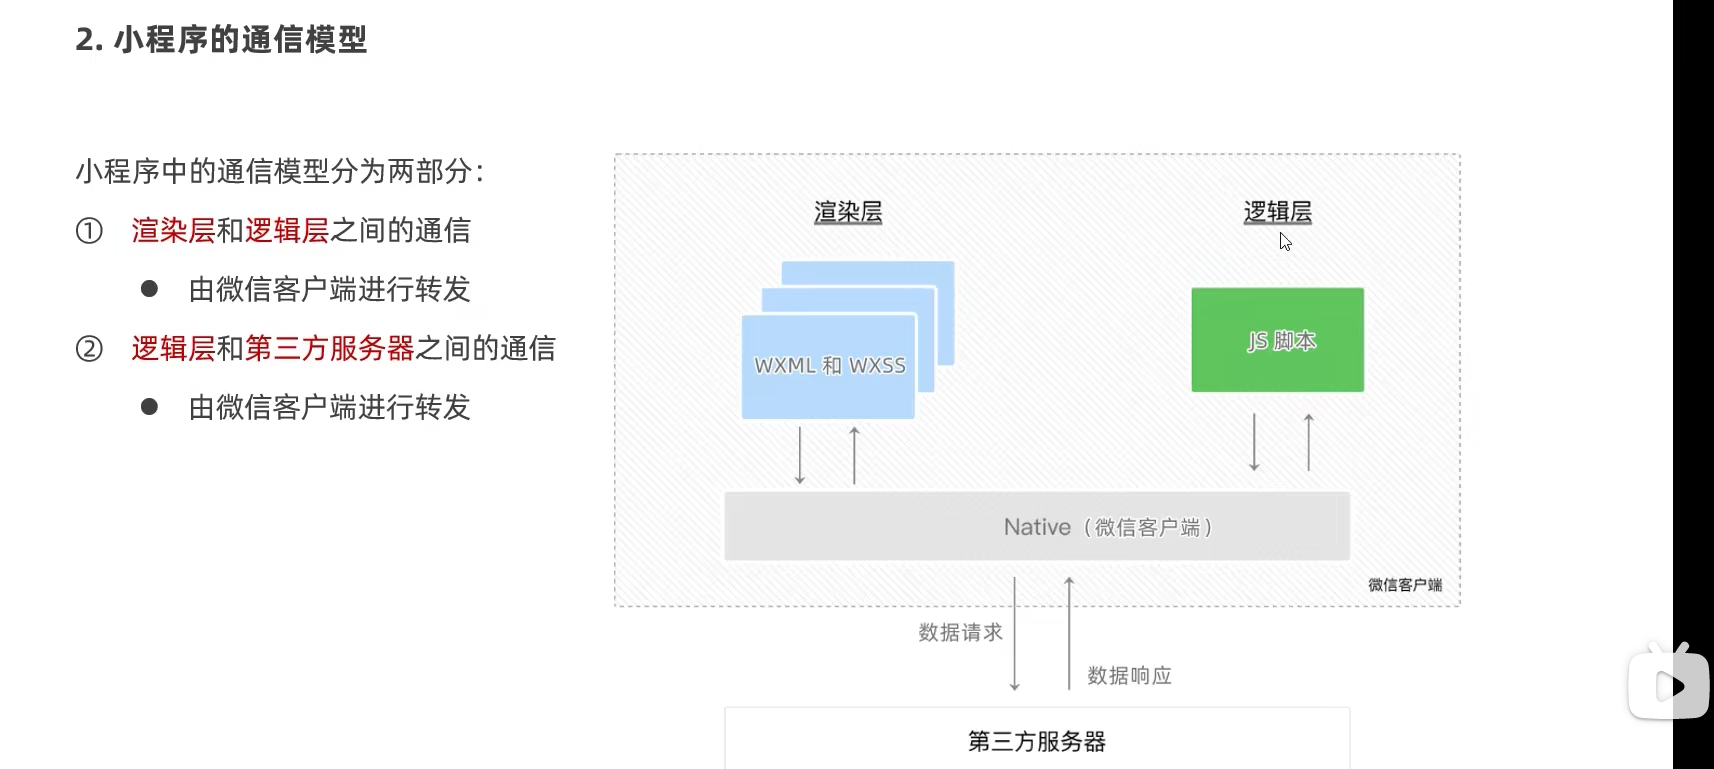 2. 小程序的通信模型
小程序中的通信模型分为两部分：
① 渲染层和逻辑层之间的通信
● 由微信客户端进行转发
② 逻辑层和第三方服务器之间的通信
● 由微信客户端进行转发
渲染层
逻辑层
WXML 和 WXSS
JS 脚本
Native（微信客户端）
微信客户端
数据请求
数据响应
第三方服务器